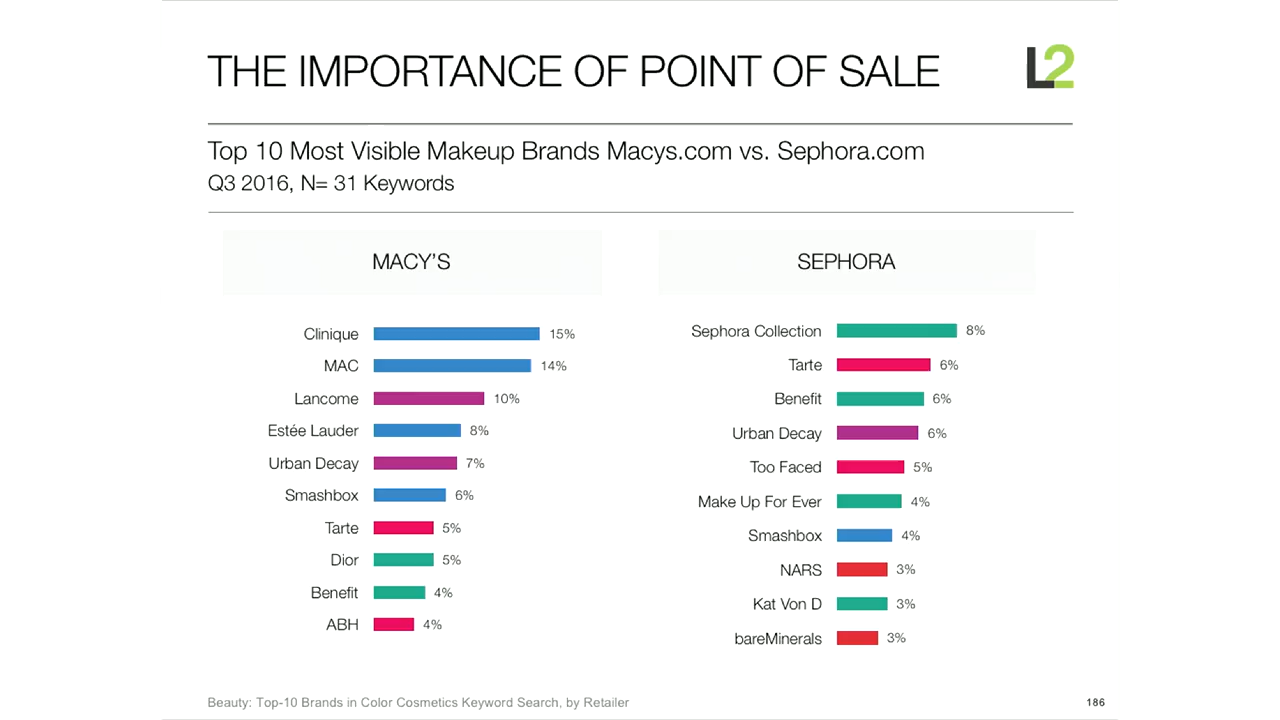 THE IMPORTANCE OF POINT OF SALE
L2
Top 10 Most Visible Makeup Brands Macys.com vs. Sephora.com
Q3 2016, N= 31 Keywords
MACY'S
Clinique 15%
MAC 14%
Lancome 10%
Estée Lauder 8%
Urban Decay 7%
Smashbox 6%
Tarte 5%
Dior 5%
Benefit 4%
ABH 4%
SEPHORA
Sephora Collection 8%
Tarte 6%
Benefit 6%
Urban Decay 6%
Too Faced 5%
Make Up For Ever 4%
Smashbox 4%
NARS 3%
Kat Von D 3%
bareMinerals 3%
Beauty: Top-10 Brands in Color Cosmetics Keyword Search, by Retailer
186